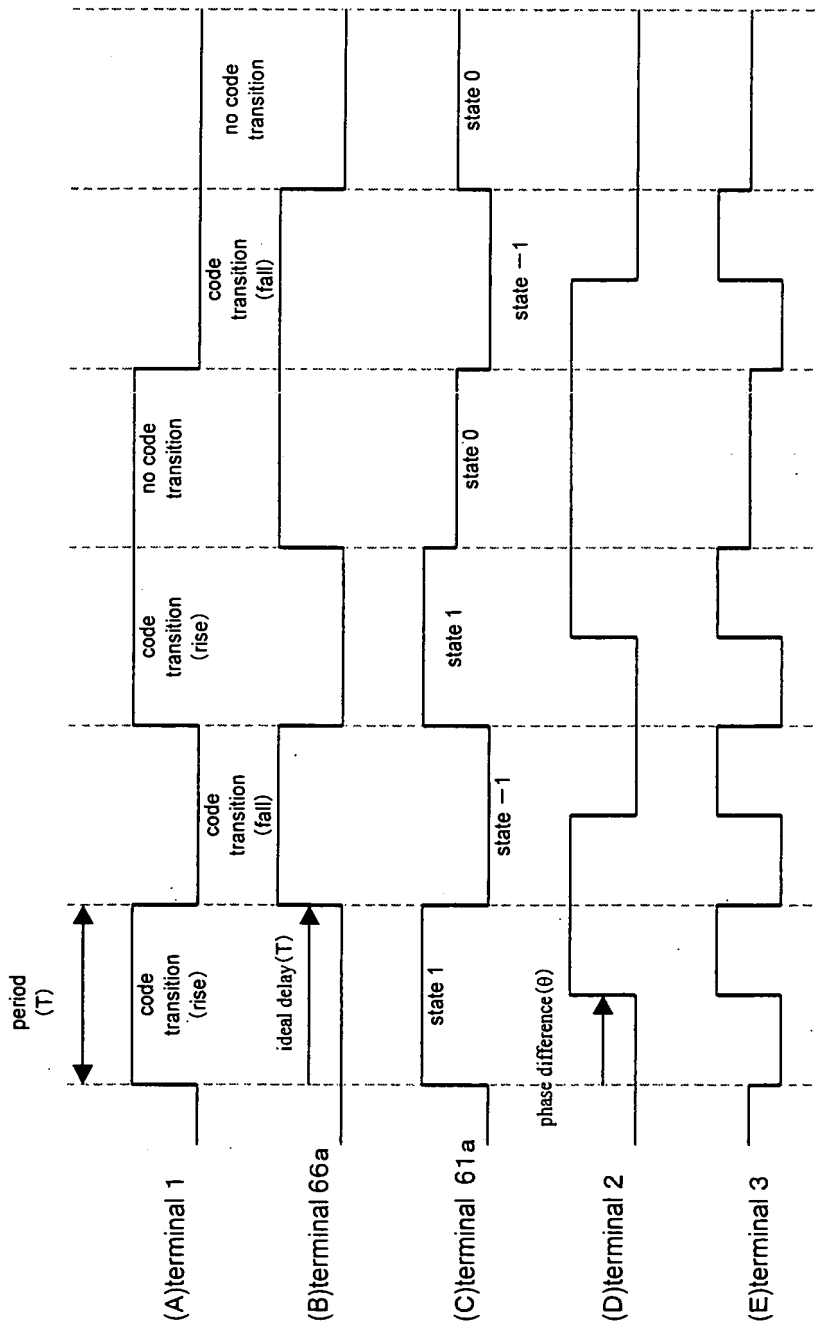 period
(T)
(A)terminal 1
code
transition
(rise)
code
transition
(fall)
code
transition
(rise)
no code
transition
code
transition
(fall)
no code
transition
(B)terminal 66a
ideal delay(T)
(C)terminal 61a
state 1
state −1
state 1
state 0
state −1
state 0
(D)terminal 2
phase difference(θ)
(E)terminal 3